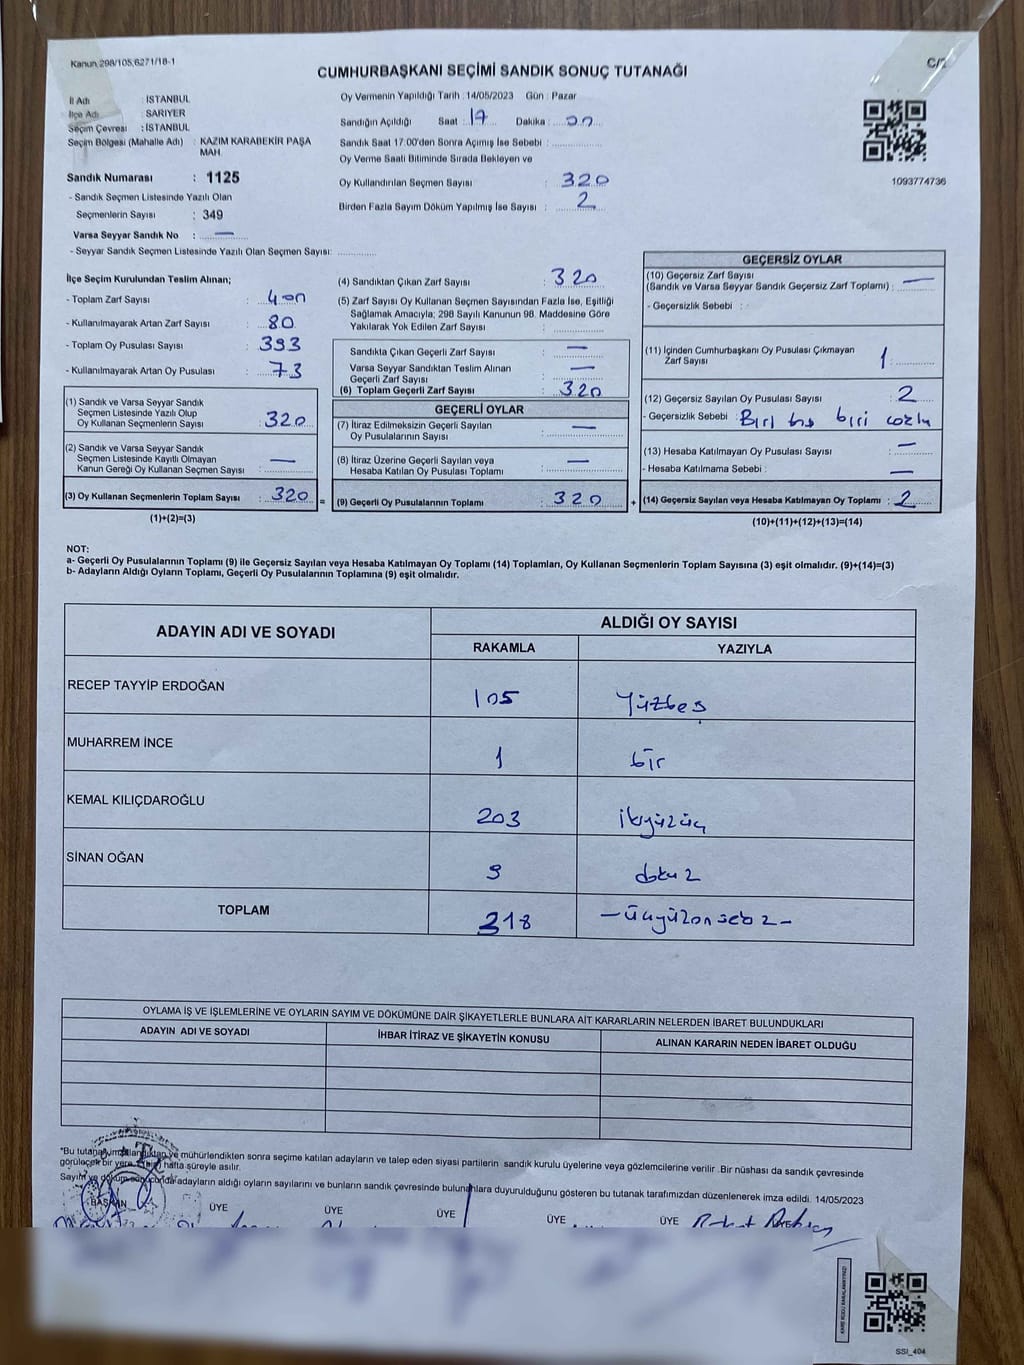 Kanun,298/105,6271/18-1
C/2
CUMHURBAŞKANI SEÇİMİ SANDIK SONUÇ TUTANAĞI
İl Adı : İSTANBUL
İlçe Adı : SARIYER
Seçim Çevresi : İSTANBUL
Seçim Bölgesi (Mahalle Adı) : KAZIM KARABEKİR PAŞA
MAH.
Sandık Numarası : 1125
- Sandık Seçmen Listesinde Yazılı Olan
Seçmenlerin Sayısı : 349
Varsa Seyyar Sandık No : —
- Seyyar Sandık Seçmen Listesinde Yazılı Olan Seçmen Sayısı:
Oy Vermenin Yapıldığı Tarih : 14/05/2023 Gün : Pazar
Sandığın Açıldığı Saat : 17 Dakika : 00
Sandık Saat 17:00'den Sonra Açımış İse Sebebi :
Oy Verme Saati Bitiminde Sırada Bekleyen ve
Oy Kullandırılan Seçmen Sayısı : 320
Birden Fazla Sayım Döküm Yapılmış İse Sayısı : 2
1093774736
İlçe Seçim Kurulundan Teslim Alınan;
- Toplam Zarf Sayısı : 400
- Kullanılmayarak Artan Zarf Sayısı : 80
- Toplam Oy Pusulası Sayısı : 393
- Kullanılmayarak Artan Oy Pusulası : 73
(1) Sandık ve Varsa Seyyar Sandık
Seçmen Listesinde Yazılı Olup
Oy Kullanan Seçmenlerin Sayısı : 320
(2) Sandık ve Varsa Seyyar Sandık
Seçmen Listesinde Kayıtlı Olmayan
Kanun Gereği Oy Kullanan Seçmen Sayısı : —
(3) Oy Kullanan Seçmenlerin Toplam Sayısı : 320 =
(1)+(2)=(3)
(4) Sandıktan Çıkan Zarf Sayısı : 320
(5) Zarf Sayısı Oy Kullanan Seçmen Sayısından Fazla İse, Eşitliği
Sağlamak Amacıyla; 298 Sayılı Kanunun 98. Maddesine Göre
Yakılarak Yok Edilen Zarf Sayısı :
Sandıkta Çıkan Geçerli Zarf Sayısı : —
Varsa Seyyar Sandıktan Teslim Alınan
Geçerli Zarf Sayısı : —
(6) Toplam Geçerli Zarf Sayısı : 320
GEÇERLİ OYLAR
(7) İtiraz Edilmeksizin Geçerli Sayılan
Oy Pusulalarının Sayısı : —
(8) İtiraz Üzerine Geçerli Sayılan veya
Hesaba Katılan Oy Pusulası Toplamı : —
(9) Geçerli Oy Pusulalarının Toplamı : 320 +
GEÇERSİZ OYLAR
(10) Geçersiz Zarf Sayısı
(Sandık ve Varsa Seyyar Sandık Geçersiz Zarf Toplamı) : —
- Geçersizlik Sebebi :
(11) İçinden Cumhurbaşkanı Oy Pusulası Çıkmayan
Zarf Sayısı : 1
(12) Geçersiz Sayılan Oy Pusulası Sayısı : 2
- Geçersizlik Sebebi : Biri biri
(13) Hesaba Katılmayan Oy Pusulası Sayısı : —
- Hesaba Katılmama Sebebi : —
(14) Geçersiz Sayılan veya Hesaba Katılmayan Oy Toplamı : 2
(10)+(11)+(12)+(13)=(14)
NOT:
a- Geçerli Oy Pusulalarının Toplamı (9) ile Geçersiz Sayılan veya Hesaba Katılmayan Oy Toplamı (14) Toplamları, Oy Kullanan Seçmenlerin Toplam Sayısına (3) eşit olmalıdır. (9)+(14)=(3)
b- Adayların Aldığı Oyların Toplamı, Geçerli Oy Pusulalarının Toplamına (9) eşit olmalıdır.
ADAYIN ADI VE SOYADI
ALDIĞI OY SAYISI
RAKAMLA YAZIYLA
RECEP TAYYİP ERDOĞAN 105 Yüzbeş
MUHARREM İNCE 1 bir
KEMAL KILIÇDAROĞLU 203 ikiyüzüç
SİNAN OĞAN 9 dokuz
TOPLAM 318
OYLAMA İŞ VE İŞLEMLERİNE VE OYLARIN SAYIM VE DÖKÜMÜNE DAİR ŞİKAYETLERLE BUNLARA AİT KARARLARIN NELERDEN İBARET BULUNDUKLARI
ADAYIN ADI VE SOYADI
İHBAR İTİRAZ VE ŞİKAYETİN KONUSU
ALINAN KARARIN NEDEN İBARET OLDUĞU
*Bu tutanak mühürlendikten sonra seçime katılan adayların ve talep eden siyasi partilerin sandık kurulu üyelerine veya gözlemcilerine verilir .Bir nüshası da sandık çevresinde
görülecek bir yere hafta süreyle asılır.
Sayım ve döküm adayların aldığı oyların sayılarını ve bunların sandık çevresinde bulunanlara duyurulduğunu gösteren bu tutanak tarafımızdan düzenlenerek imza edildi. 14/05/2023
BAŞKAN ÜYE ÜYE ÜYE ÜYE ÜYE
SSI_404